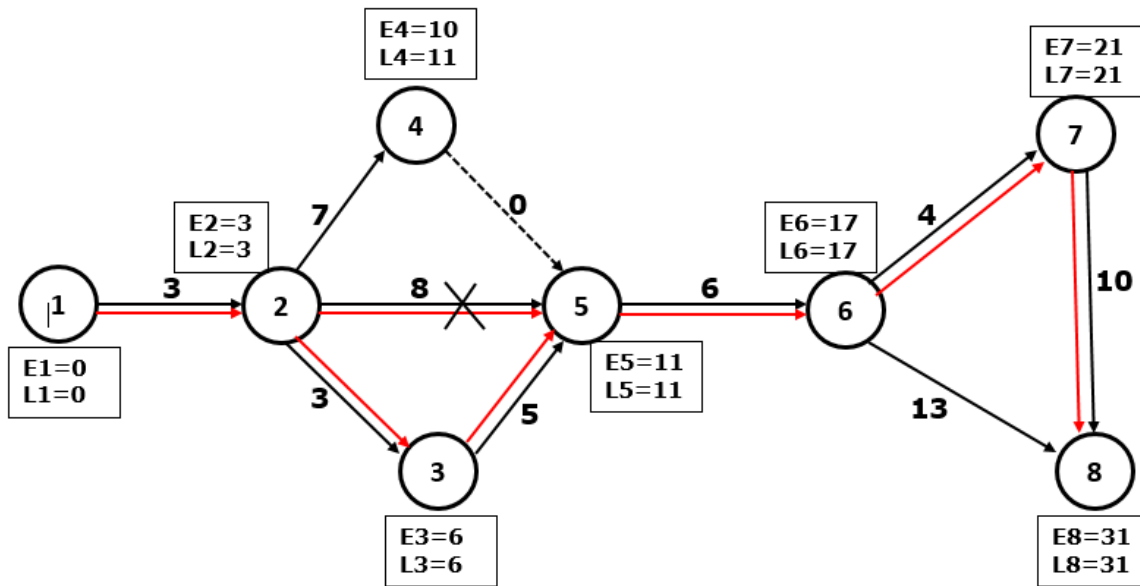 E4=10
L4=11
E7=21
L7=21
4
7
E2=3
L2=3
7
0
E6=17
L6=17
4
1
3
2
8
5
6
6
10
E1=0
L1=0
3
5
E5=11
L5=11
13
3
8
E3=6
L3=6
E8=31
L8=31